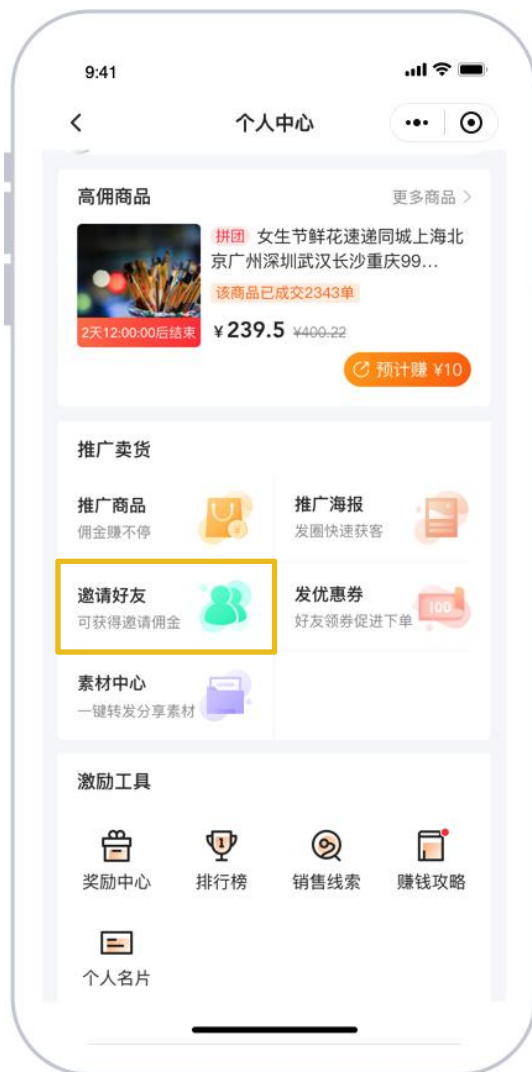 9:41
个人中心
高佣商品
更多商品
拼团 女生节鲜花速递同城上海北
京广州深圳武汉长沙重庆99...
该商品已成交2343单
2天12:00:00后结束
¥239.5 ¥400.22
预计赚 ¥10
推广卖货
推广商品
佣金赚不停
推广海报
发圈快速获客
邀请好友
可获得邀请佣金
发优惠券
好友领券促进下单
100
素材中心
一键转发分享素材
激励工具
奖励中心
排行榜
销售线索
赚钱攻略
个人名片